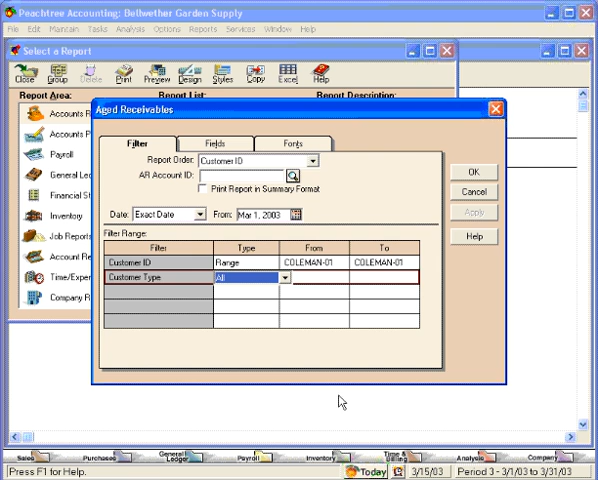 Peachtree Accounting: Bellwether Garden Supply
File Edit Maintain Tasks Analysis Options Reports Services Window Help
Select a Report
Close Group Delete Print Preview Design Styles Copy Excel Help
Report Area: Report List: Report Description:
Accounts R
Accounts P
Payroll
General Led
Financial St
Inventory
Job Reports
Account Re
Time/Exper
Company R
Aged Receivables
Filter Fields Fonts
Report Order: Customer ID
AR Account ID:
Print Report in Summary Format
Date: Exact Date From: Mar 1, 2003
Filter Range:
Filter Type From To
Customer ID Range COLEMAN-01 COLEMAN-01
Customer Type All
OK
Cancel
Apply
Help
Sales Purchases General Ledger Payroll Inventory Time & Billing Analysis Company
Press F1 for Help. Today 3/15/03 Period 3 - 3/1/03 to 3/31/03